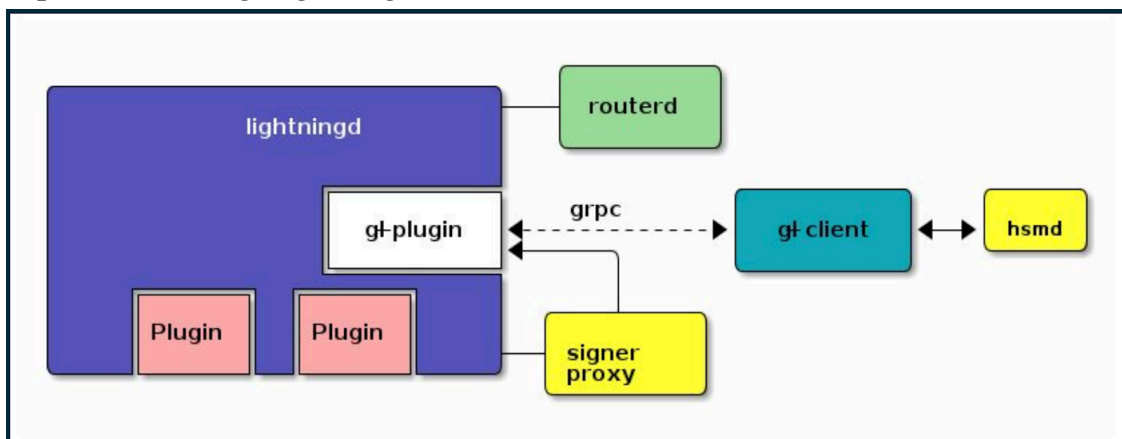 routerd
lightningd
grpc
gl-plugin
gl-client
hsmd
Plugin
Plugin
signer
proxy